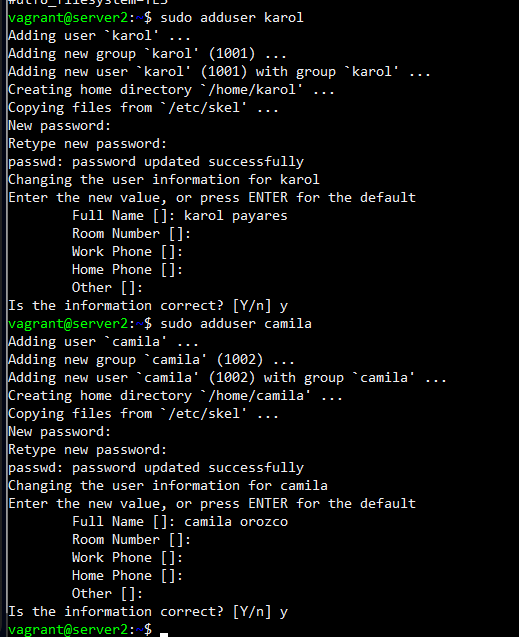 #utf8_filesystem=YES
vagrant@server2:~$ sudo adduser karol
Adding user `karol' ...
Adding new group `karol' (1001) ...
Adding new user `karol' (1001) with group `karol' ...
Creating home directory `/home/karol' ...
Copying files from `/etc/skel' ...
New password:
Retype new password:
passwd: password updated successfully
Changing the user information for karol
Enter the new value, or press ENTER for the default
Full Name []: karol payares
Room Number []:
Work Phone []:
Home Phone []:
Other []:
Is the information correct? [Y/n] y
vagrant@server2:~$ sudo adduser camila
Adding user `camila' ...
Adding new group `camila' (1002) ...
Adding new user `camila' (1002) with group `camila' ...
Creating home directory `/home/camila' ...
Copying files from `/etc/skel' ...
New password:
Retype new password:
passwd: password updated successfully
Changing the user information for camila
Enter the new value, or press ENTER for the default
Full Name []: camila orozco
Room Number []:
Work Phone []:
Home Phone []:
Other []:
Is the information correct? [Y/n] y
vagrant@server2:~$